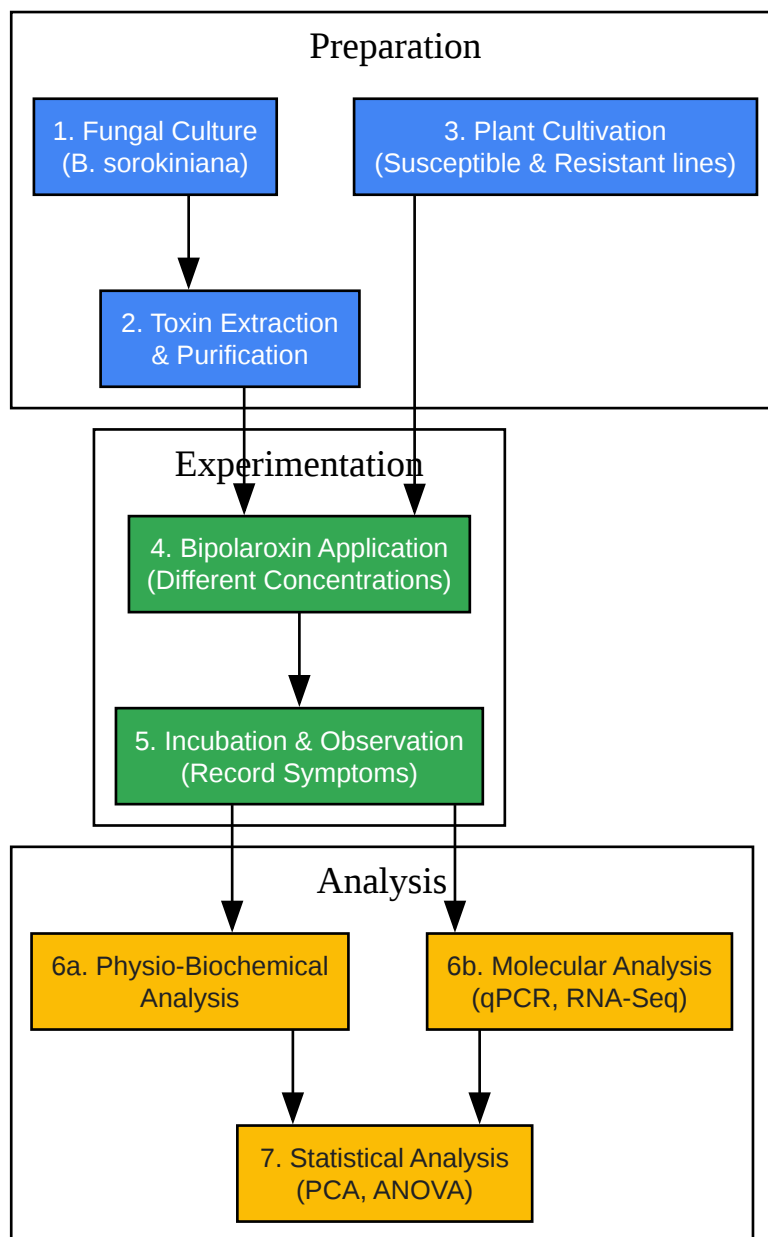 Preparation
1. Fungal Culture
(B. sorokiniana)
3. Plant Cultivation
(Susceptible & Resistant lines)
2. Toxin Extraction
& Purification
Experimentation
4. Bipolaroxin Application
(Different Concentrations)
5. Incubation & Observation
(Record Symptoms)
Analysis
6a. Physio-Biochemical
Analysis
6b. Molecular Analysis
(qPCR, RNA-Seq)
7. Statistical Analysis
(PCA, ANOVA)